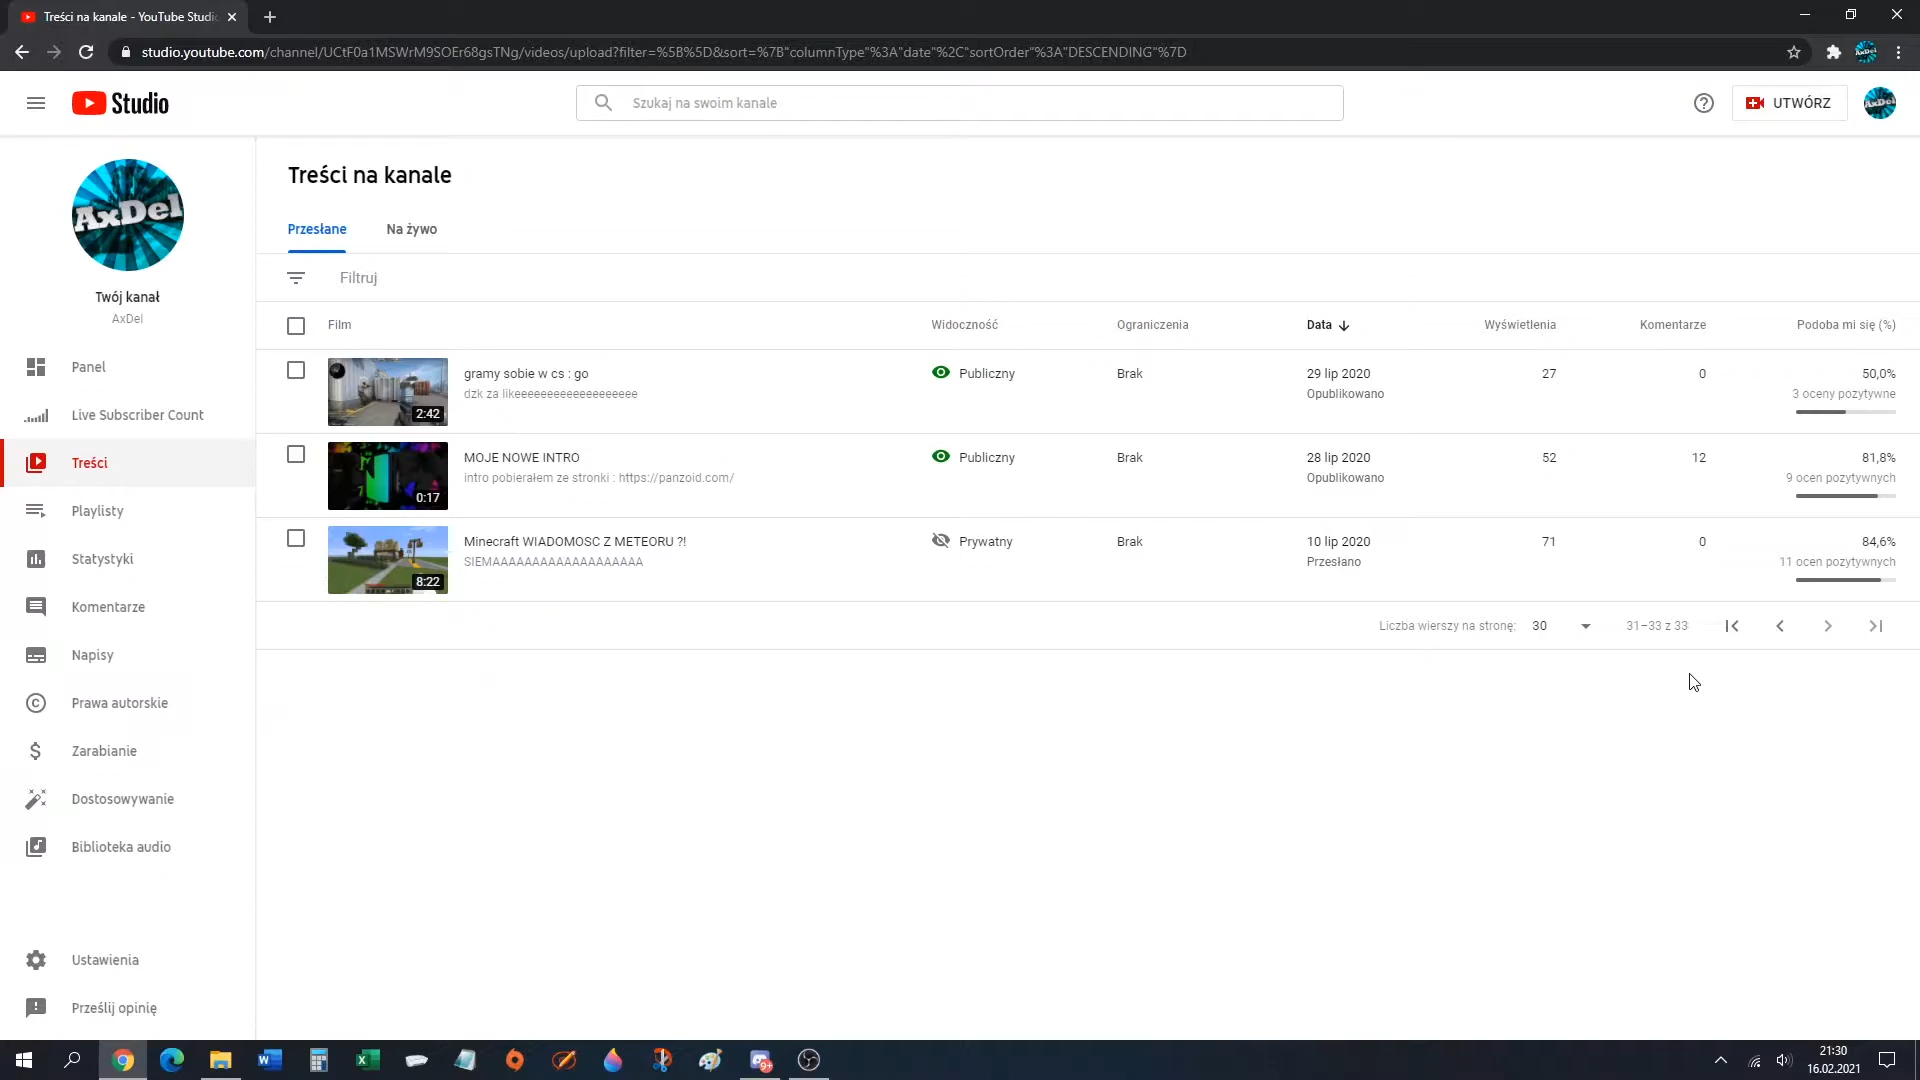 Treści na kanale - YouTube Studio
studio.youtube.com/channel/UCtF0a1MSWrM9SOEr68gsTNg/videos/upload?filter=%5B%5D&sort=%7B"columnType"%3A"date"%2C"sortOrder"%3A"DESCENDING"%7D
Studio
Szukaj na swoim kanale
UTWÓRZ
AxDel
AxDel
Twój kanał
AxDel
Panel
Live Subscriber Count
Treści
Playlisty
Statystyki
Komentarze
Napisy
Prawa autorskie
Zarabianie
Dostosowywanie
Biblioteka audio
Ustawienia
Prześlij opinię
Treści na kanale
Przesłane Na żywo
Filtruj
Film Widoczność Ograniczenia Data Wyświetlenia Komentarze Podoba mi się (%)
2:42
gramy sobie w cs : go Publiczny Brak 29 lip 2020 27 0 50,0%
dzk za likeeeeeeeeeeeeeeeeeee Opublikowano 3 oceny pozytywne
0:17
MOJE NOWE INTRO Publiczny Brak 28 lip 2020 52 12 81,8%
intro pobierałem ze stronki : https://panzoid.com/ Opublikowano 9 ocen pozytywnych
8:22
Minecraft WIADOMOSC Z METEORU ?! Prywatny Brak 10 lip 2020 71 0 84,6%
SIEMAAAAAAAAAAAAAAAAAAA Przesłano 11 ocen pozytywnych
Liczba wierszy na stronę: 30 31–33 z 33
21:30
16.02.2021